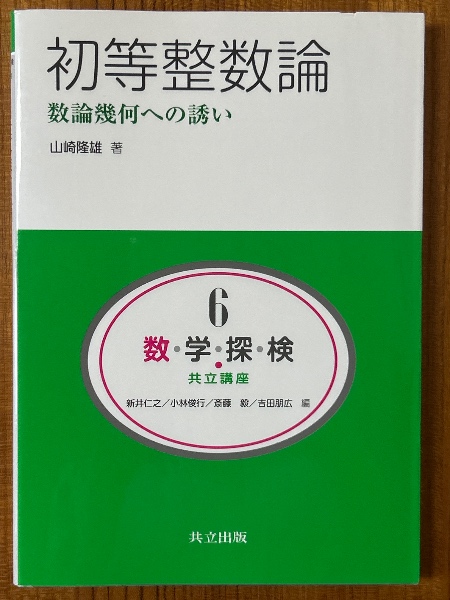 初等整数論
数論幾何への誘い
山崎隆雄 著
6
数・学・探・検
共立講座
新井仁之／小林俊行／斎藤 毅／吉田朋広 編
共立出版